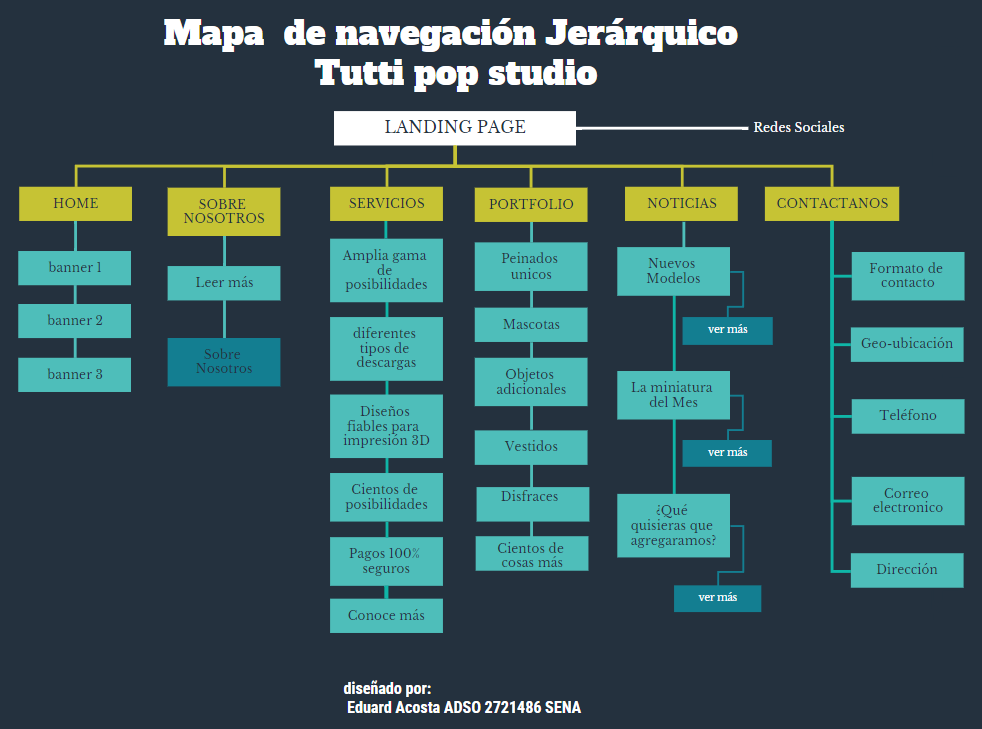 Mapa de navegación Jerárquico
Tutti pop studio
LANDING PAGE
Redes Sociales
HOME
banner 1
banner 2
banner 3
SOBRE
NOSOTROS
Leer más
Sobre
Nosotros
SERVICIOS
Amplia gama
de
posibilidades
diferentes
tipos de
descargas
Diseños
fiables para
impresión 3D
Cientos de
posibilidades
Pagos 100%
seguros
Conoce más
PORTFOLIO
Peinados
unicos
Mascotas
Objetos
adicionales
Vestidos
Disfraces
Cientos de
cosas más
NOTICIAS
Nuevos
Modelos
ver más
La miniatura
del Mes
ver más
¿Qué
quisieras que
agregaramos?
ver más
CONTACTANOS
Formato de
contacto
Geo-ubicación
Teléfono
Correo
electronico
Dirección
diseñado por:
Eduard Acosta ADSO 2721486 SENA